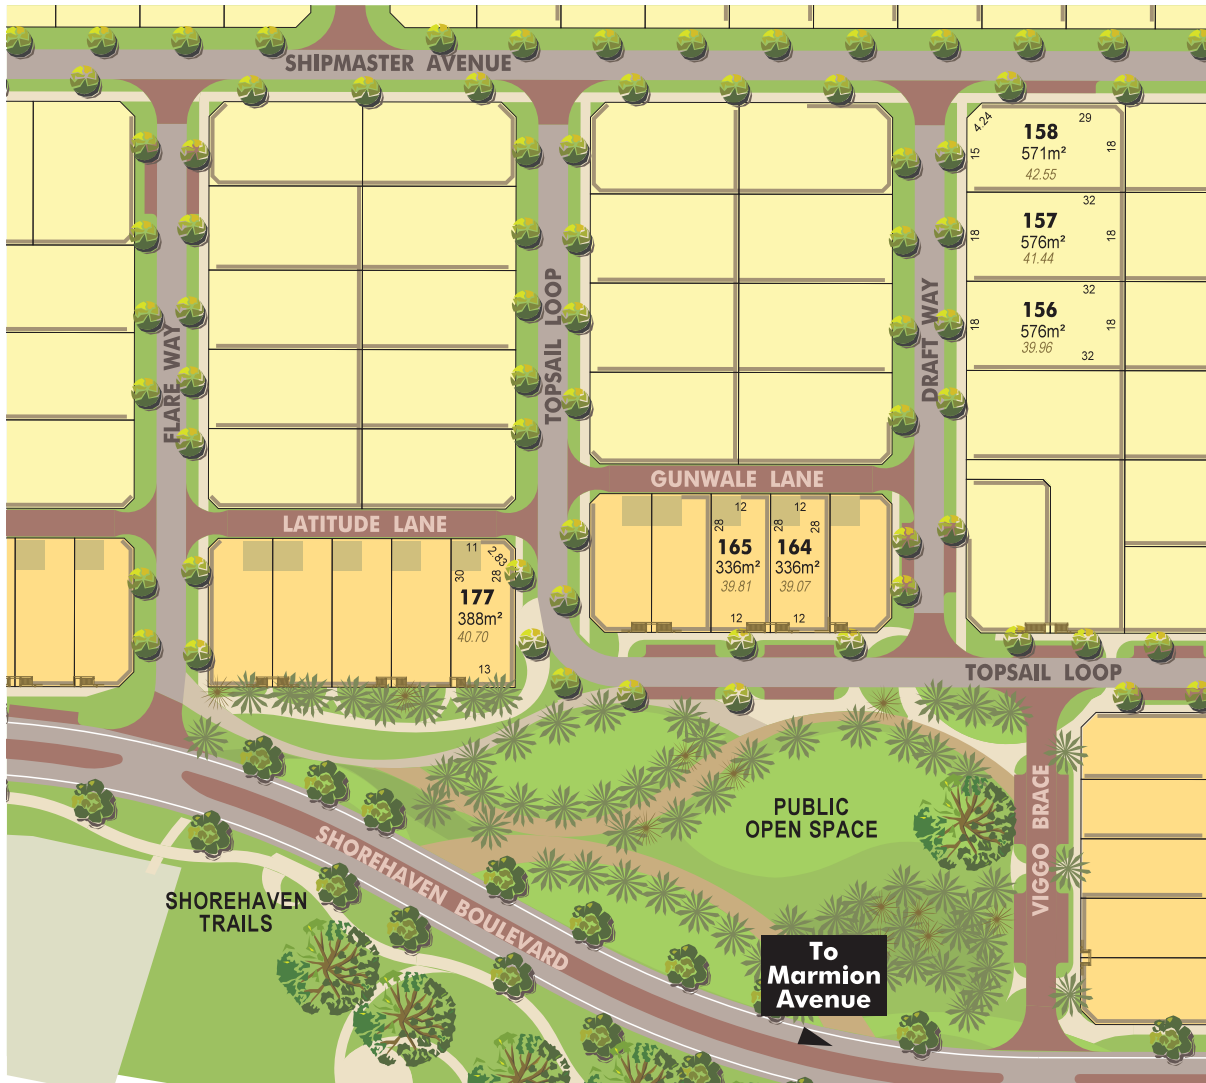 SHIPMASTER AVENUE
4.24
29
158
15
18
571m²
42.55
32
157
18
18
576m²
41.44
32
156
18
18
576m²
39.96
32
FLARE WAY
TOPSAIL LOOP
DRAFT WAY
GUNWALE LANE
LATITUDE LANE
12
12
28
28
28
165
164
336m²
336m²
39.81
39.07
12
12
11
2.83
30
28
177
388m²
40.70
13
TOPSAIL LOOP
VIGGO BRACE
PUBLIC
OPEN SPACE
SHOREHAVEN BOULEVARD
SHOREHAVEN
TRAILS
To
Marmion
Avenue